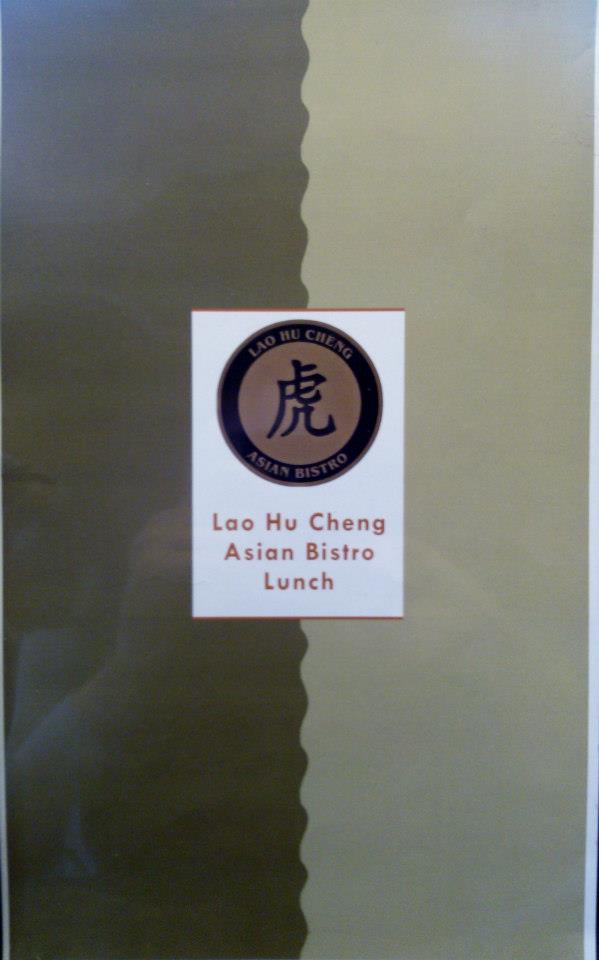 LAO HU CHENG
虎
ASIAN BISTRO
Lao Hu Cheng
Asian Bistro
Lunch